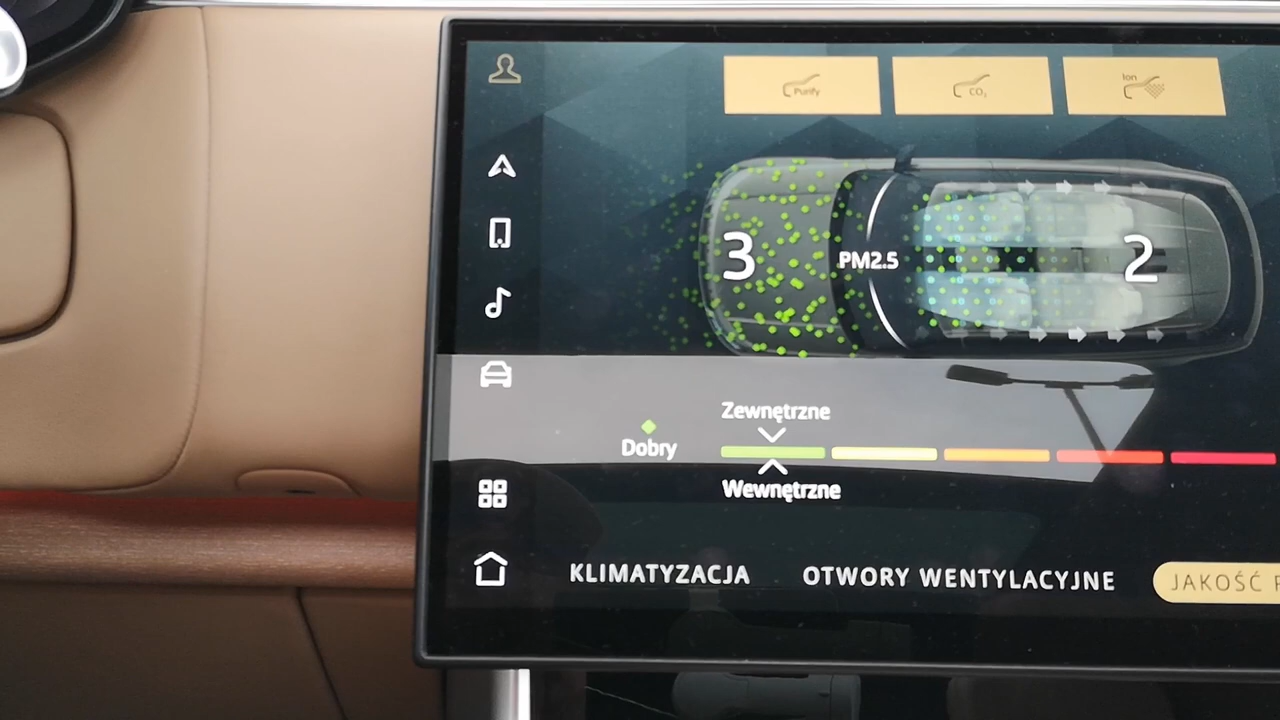 Purify
CO₂
Ion
3
PM2.5
2
Zewnętrzne
Dobry
Wewnętrzne
KLIMATYZACJA
OTWORY WENTYLACYJNE
JAKOŚĆ